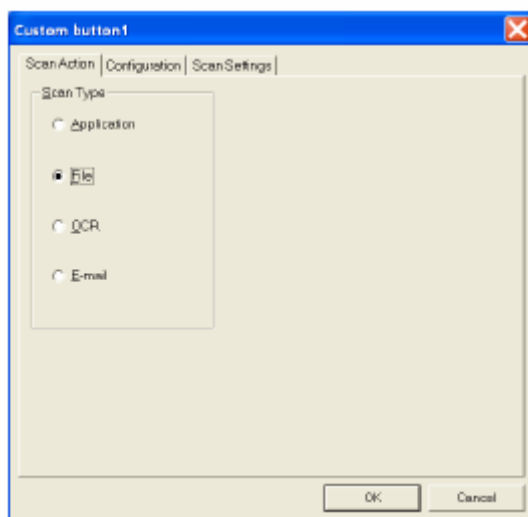 Custom button1
Scan Action Configuration Scan Settings
Scan Type
Application
File
OCR
E-mail
OK Cancel